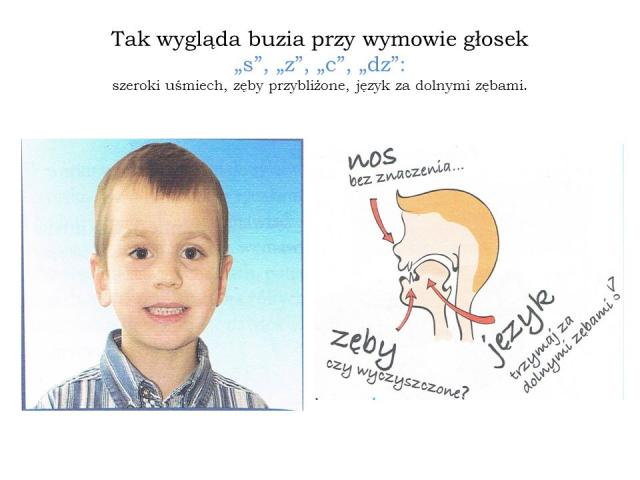 Tak wygląda buzia przy wymowie głosek
„s”, „z”, „c”, „dz”:
szeroki uśmiech, zęby przybliżone, język za dolnymi zębami.
nos
bez znaczenia...
zęby
czy wyczyszczone?
język
trzymaj za
dolnymi zębami!